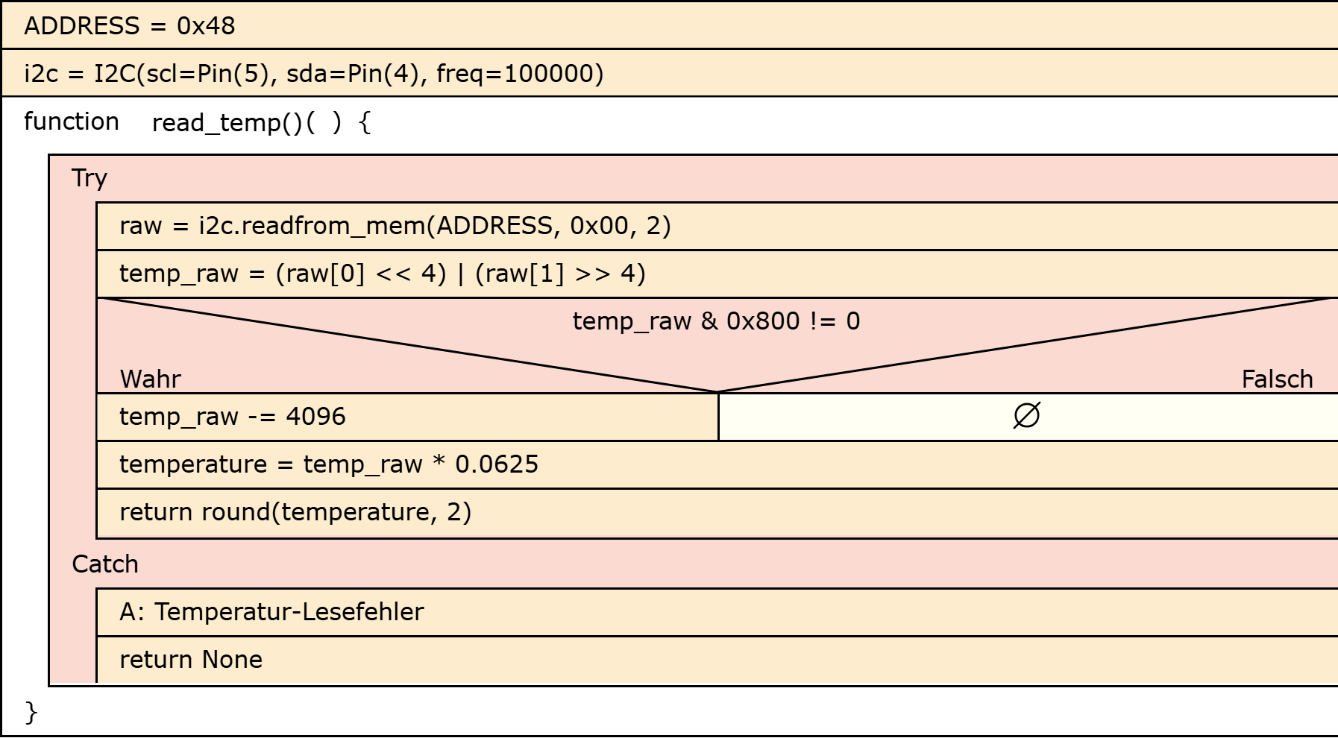 ADDRESS = 0x48
i2c = I2C(scl=Pin(5), sda=Pin(4), freq=100000)
function read_temp()( ) {
Try
raw = i2c.readfrom_mem(ADDRESS, 0x00, 2)
temp_raw = (raw[0] << 4) | (raw[1] >> 4)
temp_raw & 0x800 != 0
Wahr Falsch
temp_raw -= 4096 ∅
temperature = temp_raw * 0.0625
return round(temperature, 2)
Catch
A: Temperatur-Lesefehler
return None
}